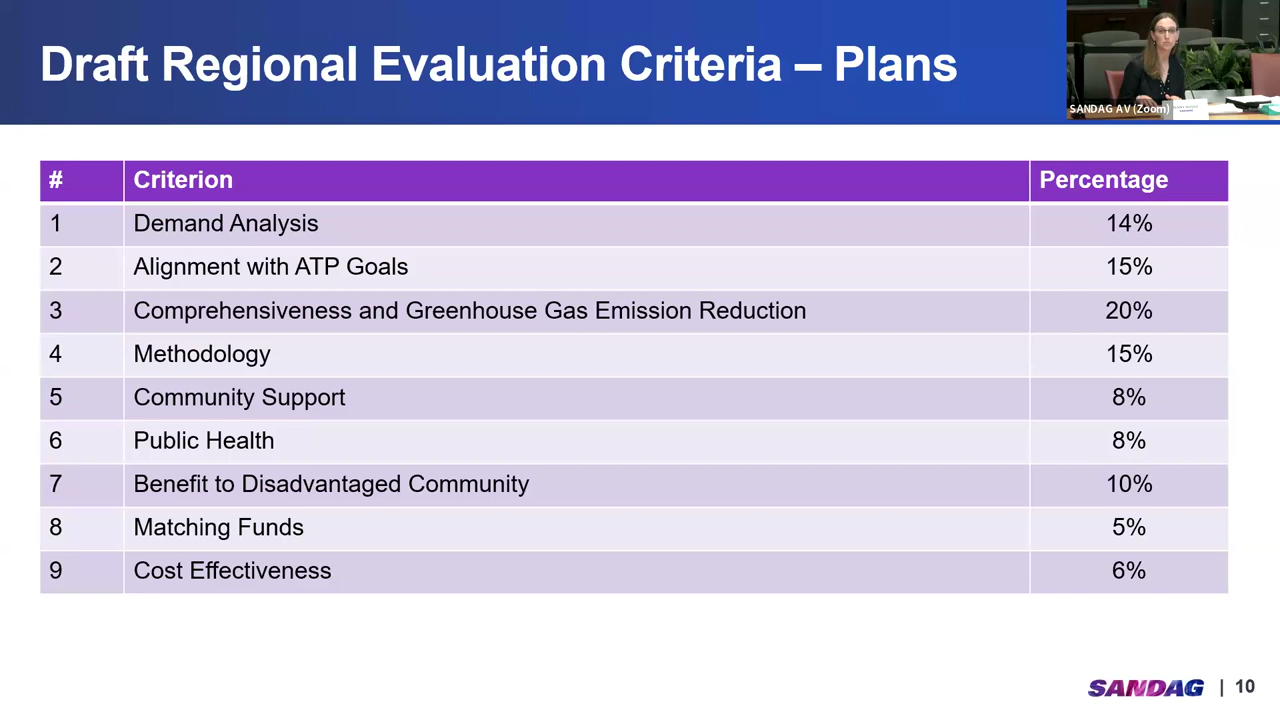 Draft Regional Evaluation Criteria – Plans
SANDAG AV (Zoom)
# Criterion Percentage
1 Demand Analysis 14%
2 Alignment with ATP Goals 15%
3 Comprehensiveness and Greenhouse Gas Emission Reduction 20%
4 Methodology 15%
5 Community Support 8%
6 Public Health 8%
7 Benefit to Disadvantaged Community 10%
8 Matching Funds 5%
9 Cost Effectiveness 6%
SANDAG | 10